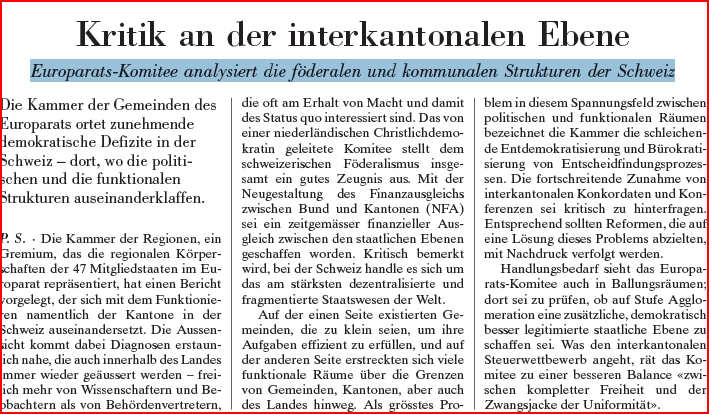 Kritik an der interkantonalen Ebene
Europarats-Komitee analysiert die föderalen und kommunalen Strukturen der Schweiz
Die Kammer der Gemeinden des
Europarats ortet zunehmende
demokratische Defizite in der
Schweiz – dort, wo die politi-
schen und die funktionalen
Strukturen auseinanderklaffen.
P. S. · Die Kammer der Regionen, ein
Gremium, das die regionalen Körper-
schaften der 47 Mitgliedstaaten im Eu-
roparat repräsentiert, hat einen Bericht
vorgelegt, der sich mit dem Funktionie-
ren namentlich der Kantone in der
Schweiz auseinandersetzt. Die Aussen-
sicht kommt dabei Diagnosen erstaun-
lich nahe, die auch innerhalb des Landes
immer wieder geäussert werden – frei-
lich mehr von Wissenschaftern und Be-
obachtern als von Behördenvertretern,
die oft am Erhalt von Macht und damit
des Status quo interessiert sind. Das von
einer niederländischen Christlichdemo-
kratin geleitete Komitee stellt dem
schweizerischen Föderalismus insge-
samt ein gutes Zeugnis aus. Mit der
Neugestaltung des Finanzausgleichs
zwischen Bund und Kantonen (NFA)
sei ein zeitgemässer finanzieller Aus-
gleich zwischen den staatlichen Ebenen
geschaffen worden. Kritisch bemerkt
wird, bei der Schweiz handle es sich um
das am stärksten dezentralisierte und
fragmentierte Staatswesen der Welt.
Auf der einen Seite existierten Ge-
meinden, die zu klein seien, um ihre
Aufgaben effizient zu erfüllen, und auf
der anderen Seite erstreckten sich viele
funktionale Räume über die Grenzen
von Gemeinden, Kantonen, aber auch
des Landes hinweg. Als grösstes Pro-
blem in diesem Spannungsfeld zwischen
politischen und funktionalen Räumen
bezeichnet die Kammer die schleichen-
de Entdemokratisierung und Bürokrati-
sierung von Entscheidfindungsprozes-
sen. Die fortschreitende Zunahme von
interkantonalen Konkordaten und Kon-
ferenzen sei kritisch zu hinterfragen.
Entsprechend sollten Reformen, die auf
eine Lösung dieses Problems abzielten,
mit Nachdruck verfolgt werden.
Handlungsbedarf sieht das Europa-
rats-Komitee auch in Ballungsräumen;
dort sei zu prüfen, ob auf Stufe Agglo-
meration eine zusätzliche, demokratisch
besser legitimierte staatliche Ebene zu
schaffen sei. Was den interkantonalen
Steuerwettbewerb angeht, rät das Ko-
mitee zu einer besseren Balance «zwi-
schen kompletter Freiheit und der
Zwangsjacke der Uniformität».